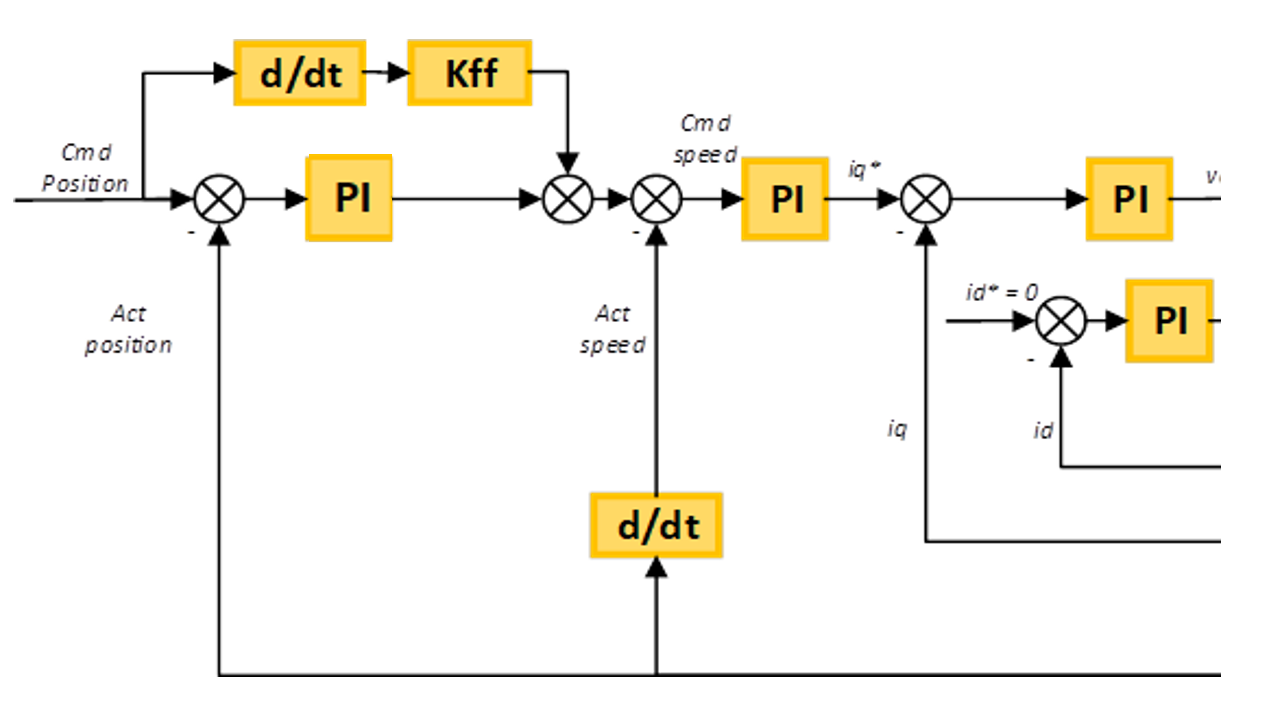 d/dt
Kff
Cmd
speed
Cmd
Position
PI
PI
iq*
PI
-
-
-
id* = 0
PI
Act
position
Act
speed
-
iq
id
d/dt